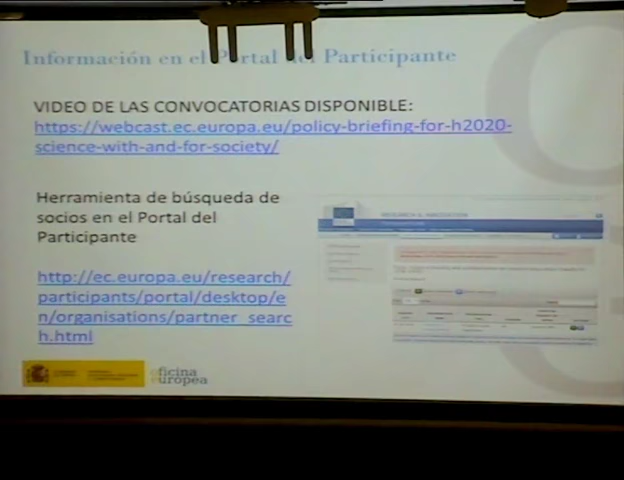 Información en el Portal del Participante
VIDEO DE LAS CONVOCATORIAS DISPONIBLE:
https://webcast.ec.europa.eu/policy-briefing-for-h2020-
science-with-and-for-society/
Herramienta de búsqueda de
socios en el Portal del
Participante
http://ec.europa.eu/research/
participants/portal/desktop/e
n/organisations/partner_searc
h.html
RESEARCH & INNOVATION
oficina
europea